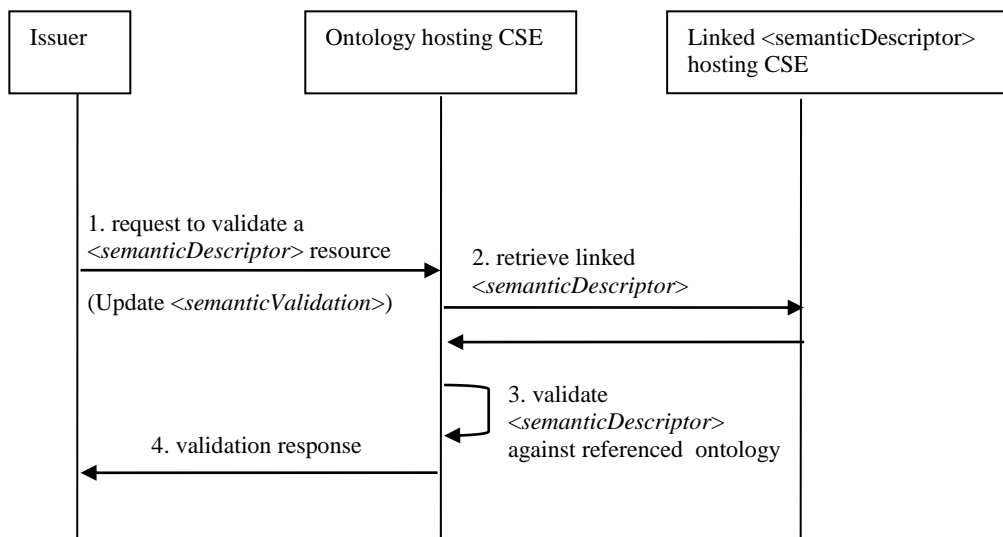 Issuer
Ontology hosting CSE
Linked <semanticDescriptor>
hosting CSE
1. request to validate a
<semanticDescriptor> resource
(Update <semanticValidation>)
2. retrieve linked
<semanticDescriptor>
3. validate
<semanticDescriptor>
against referenced ontology
4. validation response